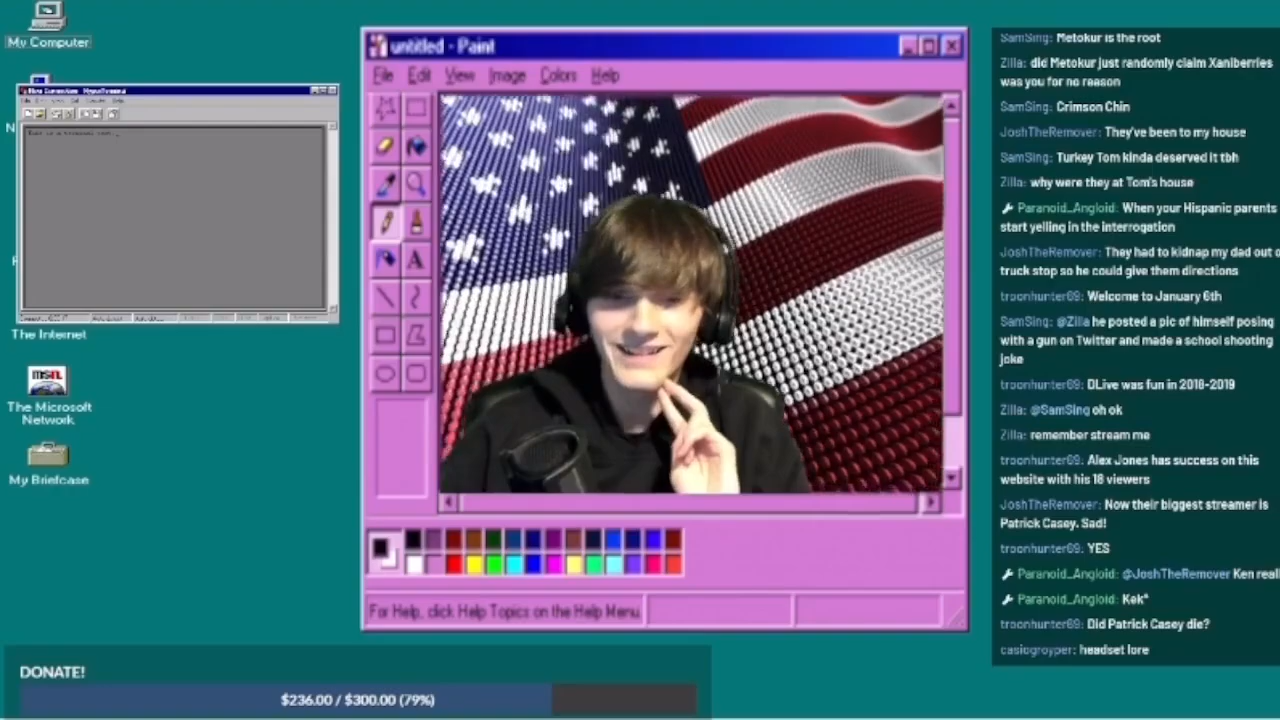 My Computer
The Internet
The Microsoft
Network
My Briefcase
untitled - Paint
File Edit View Image Colors Help
For Help, click Help Topics on the Help Menu.
DONATE!
$236.00 / $300.00 (79%)
SamSing: Metokur is the root
Zilla: did Metokur just randomly claim Xaniberries
was you for no reason
SamSing: Crimson Chin
JoshTheRemover: They've been to my house
SamSing: Turkey Tom kinda deserved it tbh
Zilla: why were they at Tom's house
Paranoid_Angloid: When your Hispanic parents
start yelling in the interrogation
JoshTheRemover: They had to kidnap my dad out o
truck stop so he could give them directions
troonhunter69: Welcome to January 6th
SamSing: @Zilla he posted a pic of himself posing
with a gun on Twitter and made a school shooting
joke
troonhunter69: DLive was fun in 2018-2019
Zilla: @SamSing oh ok
Zilla: remember stream me
troonhunter69: Alex Jones has success on this
website with his 18 viewers
JoshTheRemover: Now their biggest streamer is
Patrick Casey. Sad!
troonhunter69: YES
Paranoid_Angloid: @JoshTheRemover Ken reall
Paranoid_Angloid: Kek*
troonhunter69: Did Patrick Casey die?
casiogroyper: headset lore